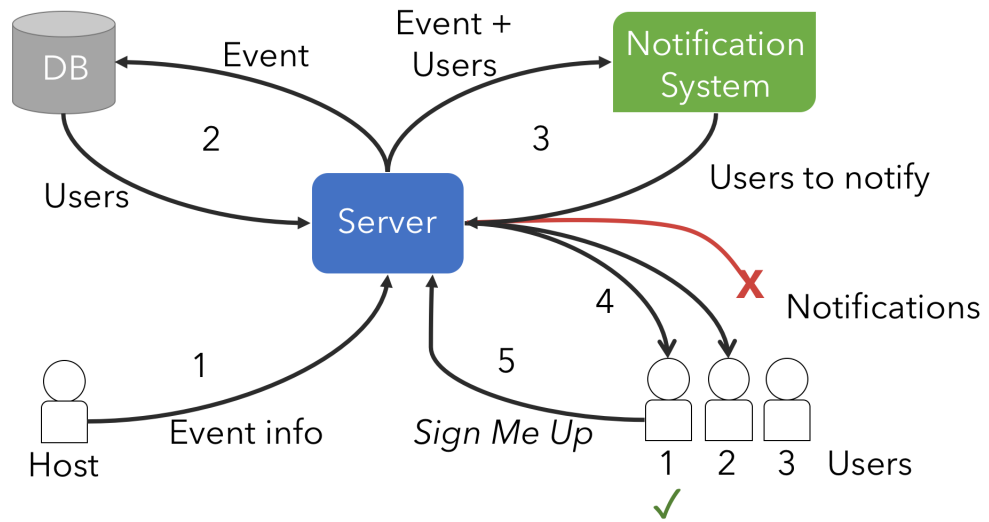 Event +
Users
Notification
System
DB
Event
2
3
Users
Users to notify
Server
X
4
Notifications
1
5
Event info
Sign Me Up
Host
1 2 3 Users